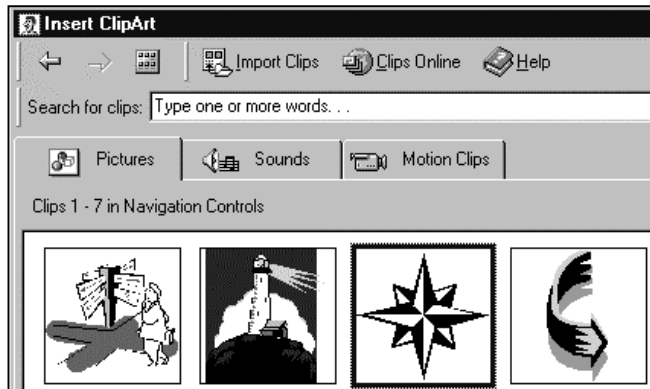 Insert ClipArt
Import Clips Clips Online Help
Search for clips: Type one or more words. . .
Pictures Sounds Motion Clips
Clips 1 - 7 in Navigation Controls